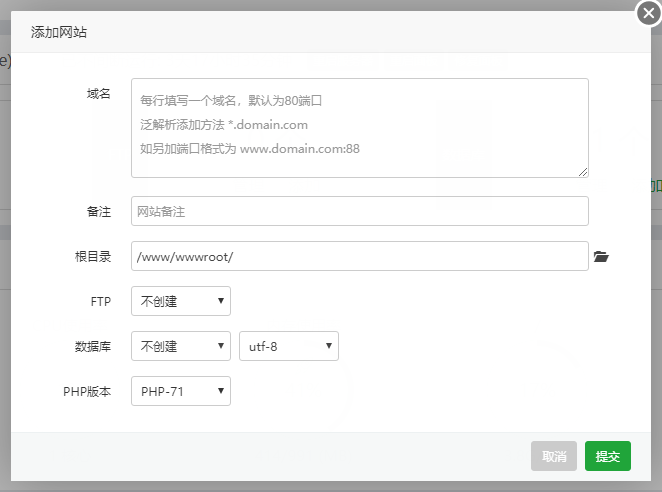 添加网站
e)
域名
每行填写一个域名，默认为80端口
泛解析添加方法 *.domain.com
如另加端口格式为 www.domain.com:88
备注
网站备注
根目录
/www/wwwroot/
FTP
不创建
数据库
不创建
utf-8
PHP版本
PHP-71
取消
提交